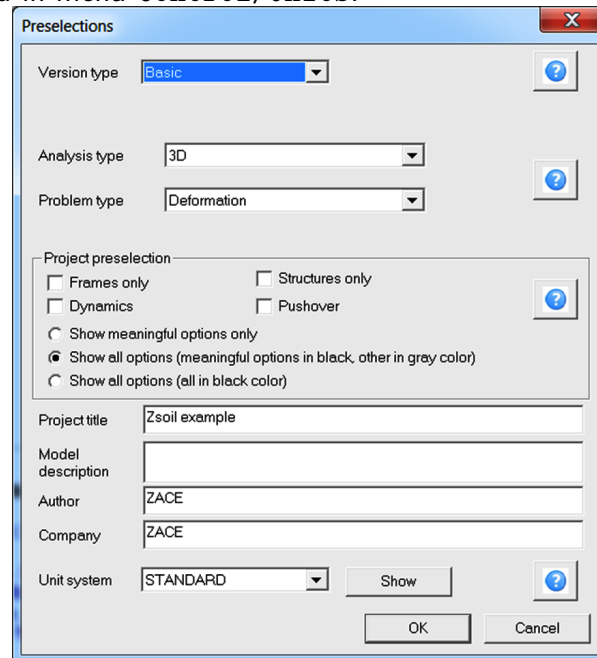 Preselections
Version type Basic
Analysis type 3D
Problem type Deformation
Project preselection
Frames only Structures only
Dynamics Pushover
Show meaningful options only
Show all options (meaningful options in black, other in gray color)
Show all options (all in black color)
Project title Zsoil example
Model
description
Author ZACE
Company ZACE
Unit system STANDARD Show
OK Cancel